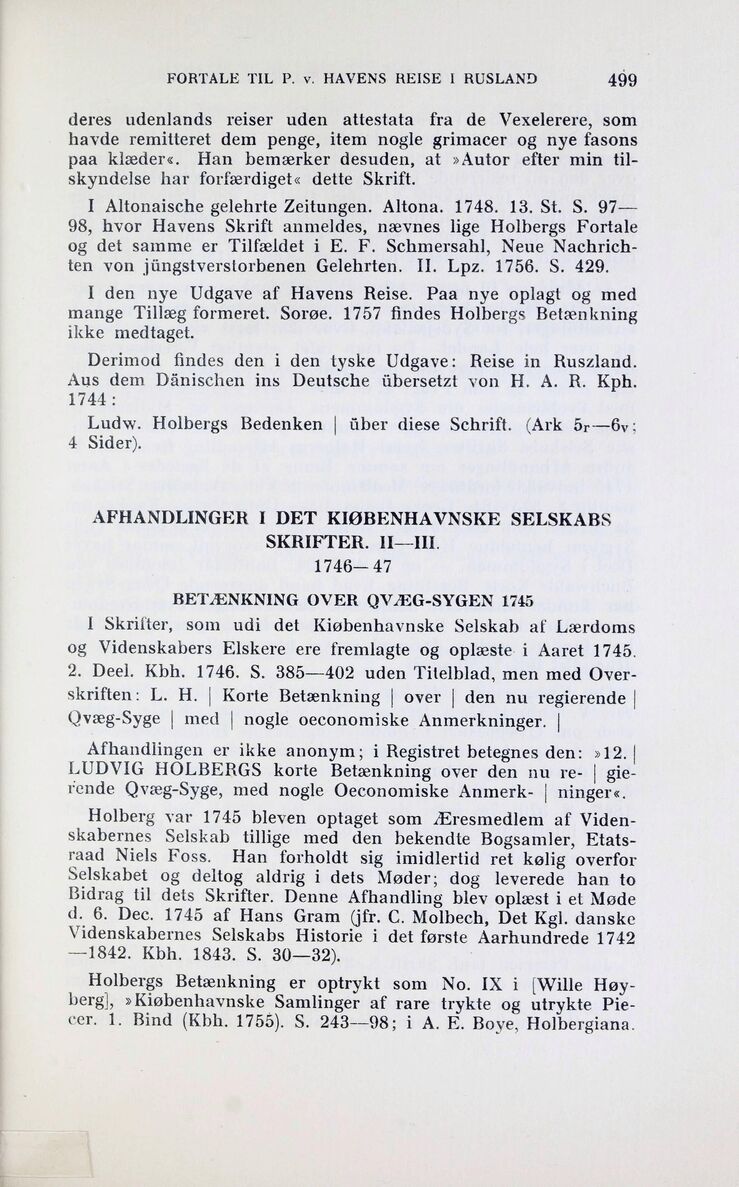 FORTALE TIL P. v. HAVENS REISE I RUSLAND 499
deres udenlands reiser uden attestata fra de Vexelerere, som
havde remitteret dem penge, item nogle grimacer og nye fasons
paa klæder«. Han bemærker desuden, at »Autor efter min til-
skyndelse har forfærdiget« dette Skrift.
I Altonaische gelehrte Zeitungen. Altona. 1748. 13. St. S. 97—
98, hvor Havens Skrift anmeldes, nævnes lige Holbergs Fortale
og det samme er Tilfældet i E. F. Schmersahl, Neue Nachrich-
ten von jüngstverstorbenen Gelehrten. II. Lpz. 1756. S. 429.
I den nye Udgave af Havens Reise. Paa nye oplagt og med
mange Tillæg formeret. Sorøe. 1757 findes Holbergs Betænkning
ikke medtaget.
Derimod findes den i den tyske Udgave: Reise in Ruszland.
Aus dem Dänischen ins Deutsche übersetzt von H. A. R. Kph.
1744:
Ludw. Holbergs Bedenken | über diese Schrift. (Ark 5r—6v;
4 Sider).
AFHANDLINGER I DET KIØBENHAVNSKE SELSKABS
SKRIFTER. II—III.
1746—47
BETÆNKNING OVER QVÆG-SYGEN 1745
I Skrifter, som udi det Kiøbenhavnske Selskab af Lærdoms
og Videnskabers Elskere ere fremlagte og oplæste i Aaret 1745.
2. Deel. Kbh. 1746. S. 385—402 uden Titelblad, men med Over-
skriften: L. H. | Korte Betænkning | over | den nu regierende |
Qvæg-Syge | med | nogle oeconomiske Anmerkninger. |
Afhandlingen er ikke anonym; i Registret betegnes den: »12. |
LUDVIG HOLBERGS korte Betænkning over den nu re- | gie-
rende Qvæg-Syge, med nogle Oeconomiske Anmerk- | ninger«.
Holberg var 1745 bleven optaget som Æresmedlem af Viden-
skabernes Selskab tillige med den bekendte Bogsamler, Etats-
raad Niels Foss. Han forholdt sig imidlertid ret kølig overfor
Selskabet og deltog aldrig i dets Møder; dog leverede han to
Bidrag til dets Skrifter. Denne Afhandling blev oplæst i et Møde
d. 6. Dec. 1745 af Hans Gram (jfr. C. Molbech, Det Kgl. danske
Videnskabernes Selskabs Historie i det første Aarhundrede 1742
—1842. Kbh. 1843. S. 30—32).
Holbergs Betænkning er optrykt som No. IX i [Wille Høy-
berg], »Kiøbenhavnske Samlinger af rare trykte og utrykte Pie-
cer. 1. Bind (Kbh. 1755). S. 243—98; i A. E. Boye, Holbergiana.